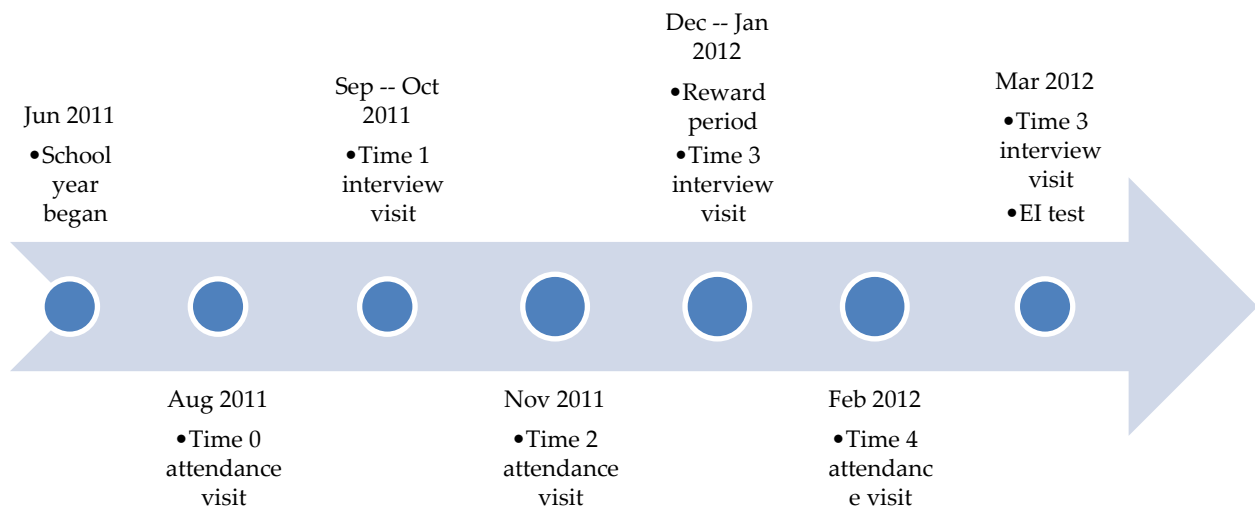 Jun 2011
•School
year
began
Aug 2011
•Time 0
attendance
visit
Sep -- Oct
2011
•Time 1
interview
visit
Nov 2011
•Time 2
attendance
visit
Dec -- Jan
2012
•Reward
period
•Time 3
interview
visit
Feb 2012
•Time 4
attendanc
e visit
Mar 2012
•Time 3
interview
visit
•EI test